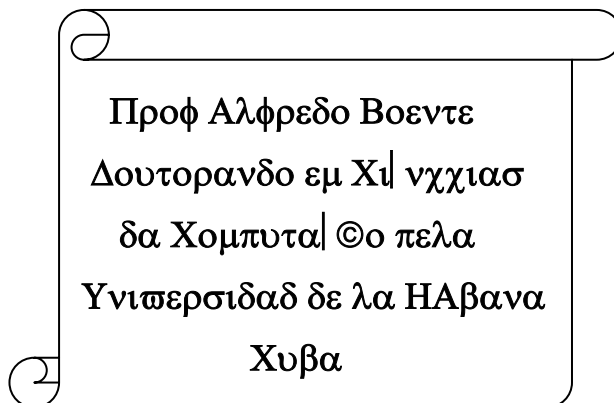 Προφ Αλφρεδο Βοεντε
Δουτορανδο εμ Χι| νχχιασ
δα Χομπυτα| ©ο πελα
Υνιϖερσιδαδ δε λα ΗΑβανα
Χυβα